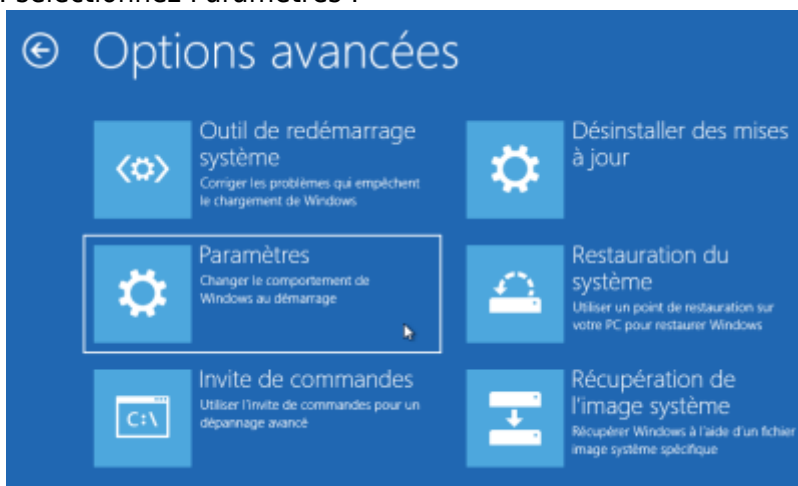 sélectionnez Paramètres :
Options avancées
Outil de redémarrage
système
Corriger les problèmes qui empêchent
le chargement de Windows
Désinstaller des mises
à jour
Paramètres
Changer le comportement de
Windows au démarrage
Restauration du
système
Utiliser un point de restauration sur
votre PC pour restaurer Windows
Invite de commandes
Utiliser l'invite de commandes pour un
dépannage avancé
C:\
Récupération de
l'image système
Récupérer Windows à l'aide d'un fichier
image système spécifique